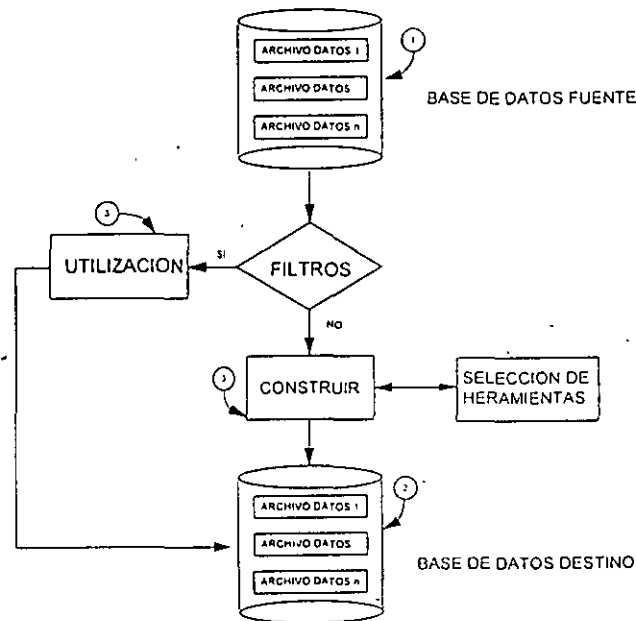 ARCHIVO DATOS 1
1
ARCHIVO DATOS
BASE DE DATOS FUENTE
ARCHIVO DATOS n
3
UTILIZACION
SI
FILTROS
NO
3
CONSTRUIR
SELECCION DE
HERAMIENTAS
2
ARCHIVO DATOS 1
ARCHIVO DATOS
BASE DE DATOS DESTINO
ARCHIVO DATOS n